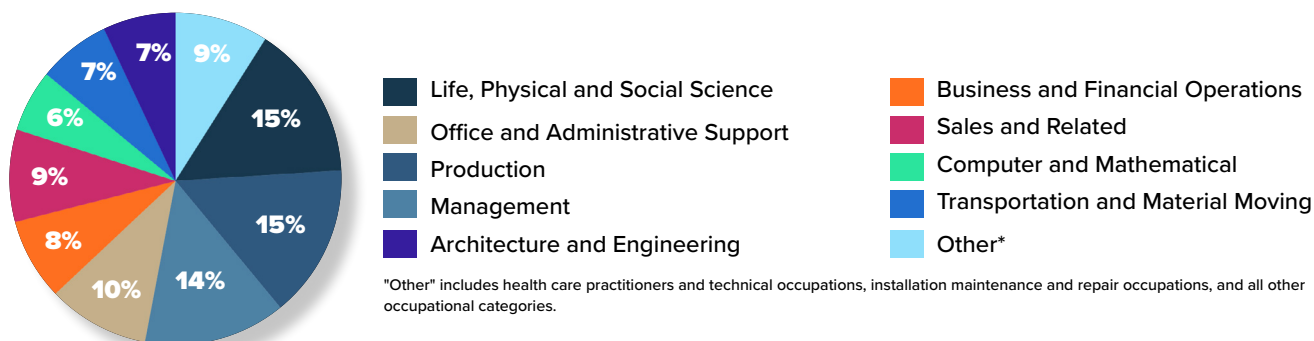 7%
9%
7%
15%
6%
9%
15%
8%
10%
14%
Life, Physical and Social Science
Office and Administrative Support
Production
Management
Architecture and Engineering
Business and Financial Operations
Sales and Related
Computer and Mathematical
Transportation and Material Moving
Other*
"Other" includes health care practitioners and technical occupations, installation maintenance and repair occupations, and all other
occupational categories.